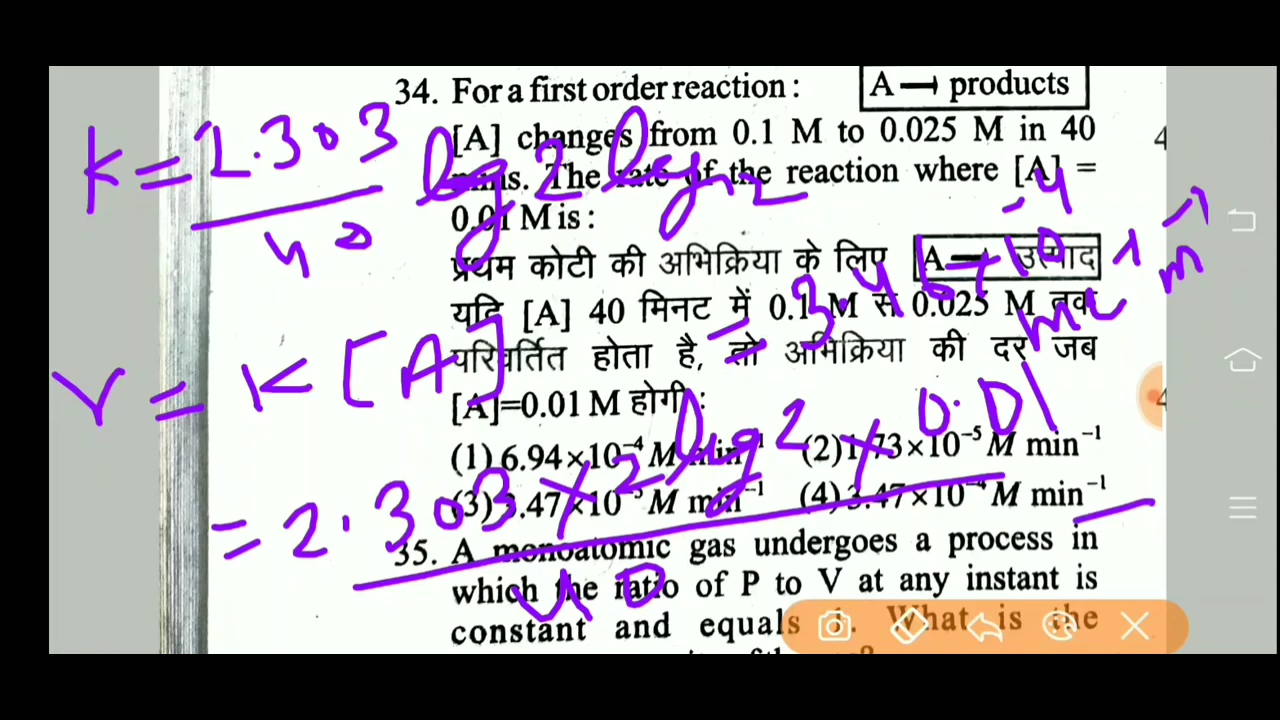 34. For a first order reaction : A → products
[A] changes from 0.1 M to 0.025 M in 40
mins. The rate of the reaction where [A] =
0.01 M is :
प्रथम कोटी की अभिक्रिया के लिए A → उत्पाद
यदि [A] 40 मिनट में 0.1 M से 0.025 M तक
परिवर्तित होता है, तो अभिक्रिया की दर जब
[A]=0.01 M होगी :
(1) 6.94×10⁻⁴ M min⁻¹ (2) 1.73×10⁻⁵ M min⁻¹
(3) 3.47×10⁻⁵ M min⁻¹ (4) 3.47×10⁻⁴ M min⁻¹
35. A monoatomic gas undergoes a process in
which the ratio of P to V at any instant is
constant and equals 1. What is the
K = 2.303
40
log 2
r = K [A]
= 2.303 × 2 log 2 × 0.01
40
= 3.46 × 10⁻⁴